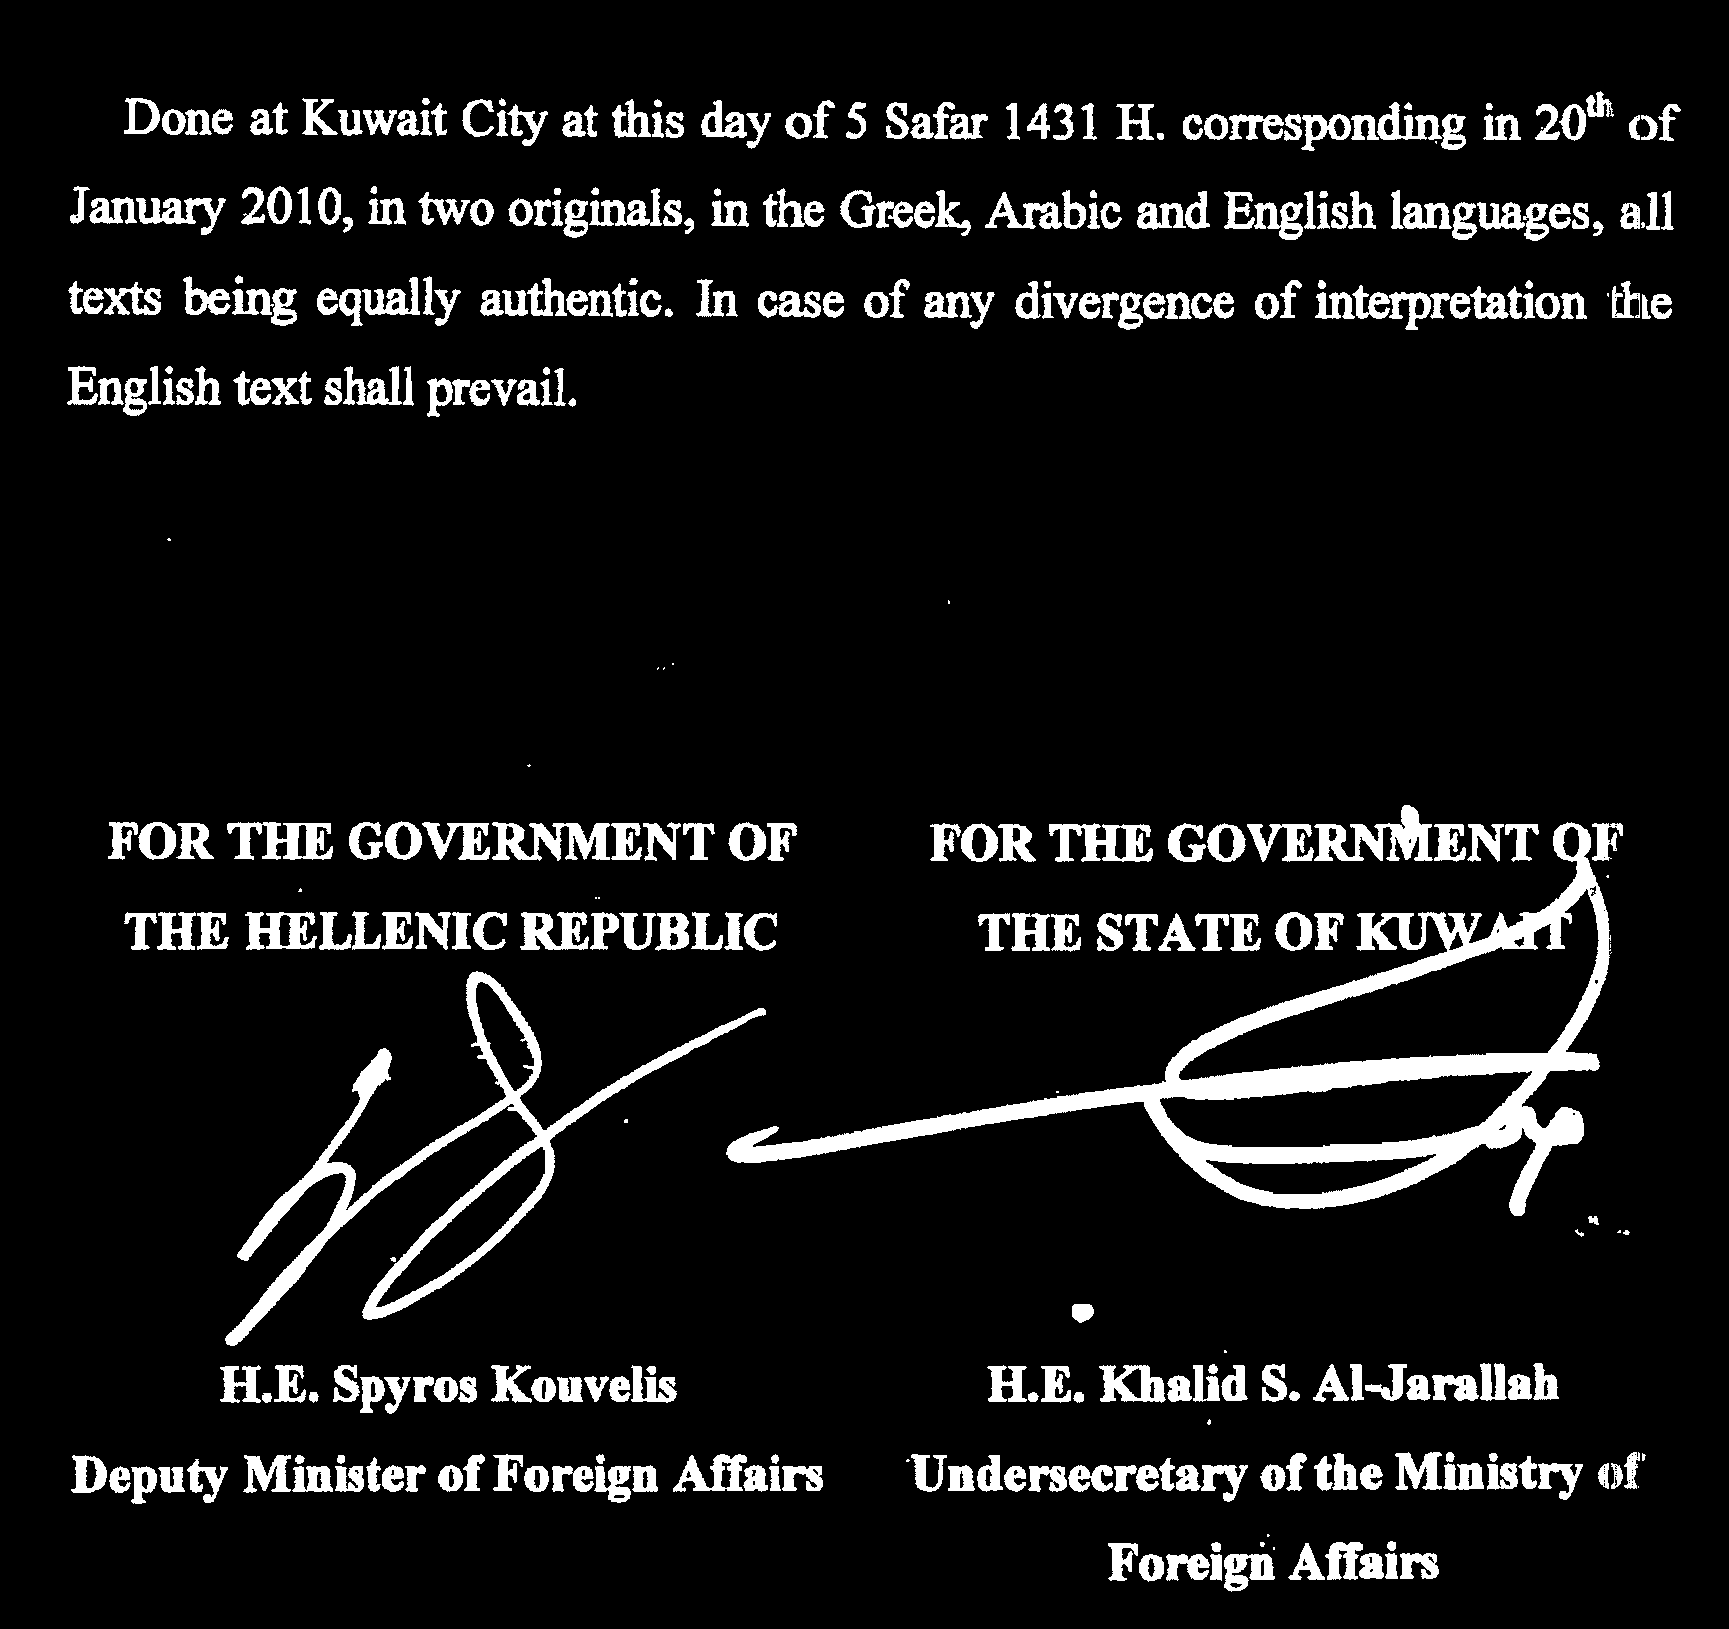 Done at Kuwait City at this day of 5 Safar 1431 H. corresponding in 20th of
January 2010, in two originals, in the Greek, Arabic and English languages, all
texts being equally authentic. In case of any divergence of interpretation the
English text shall prevail.
FOR THE GOVERNMENT OF
THE HELLENIC REPUBLIC
H.E. Spyros Kouvelis
Deputy Minister of Foreign Affairs
FOR THE GOVERNMENT OF
THE STATE OF KUWAIT
H.E. Khalid S. Al-Jarallah
Undersecretary of the Ministry of
Foreign Affairs